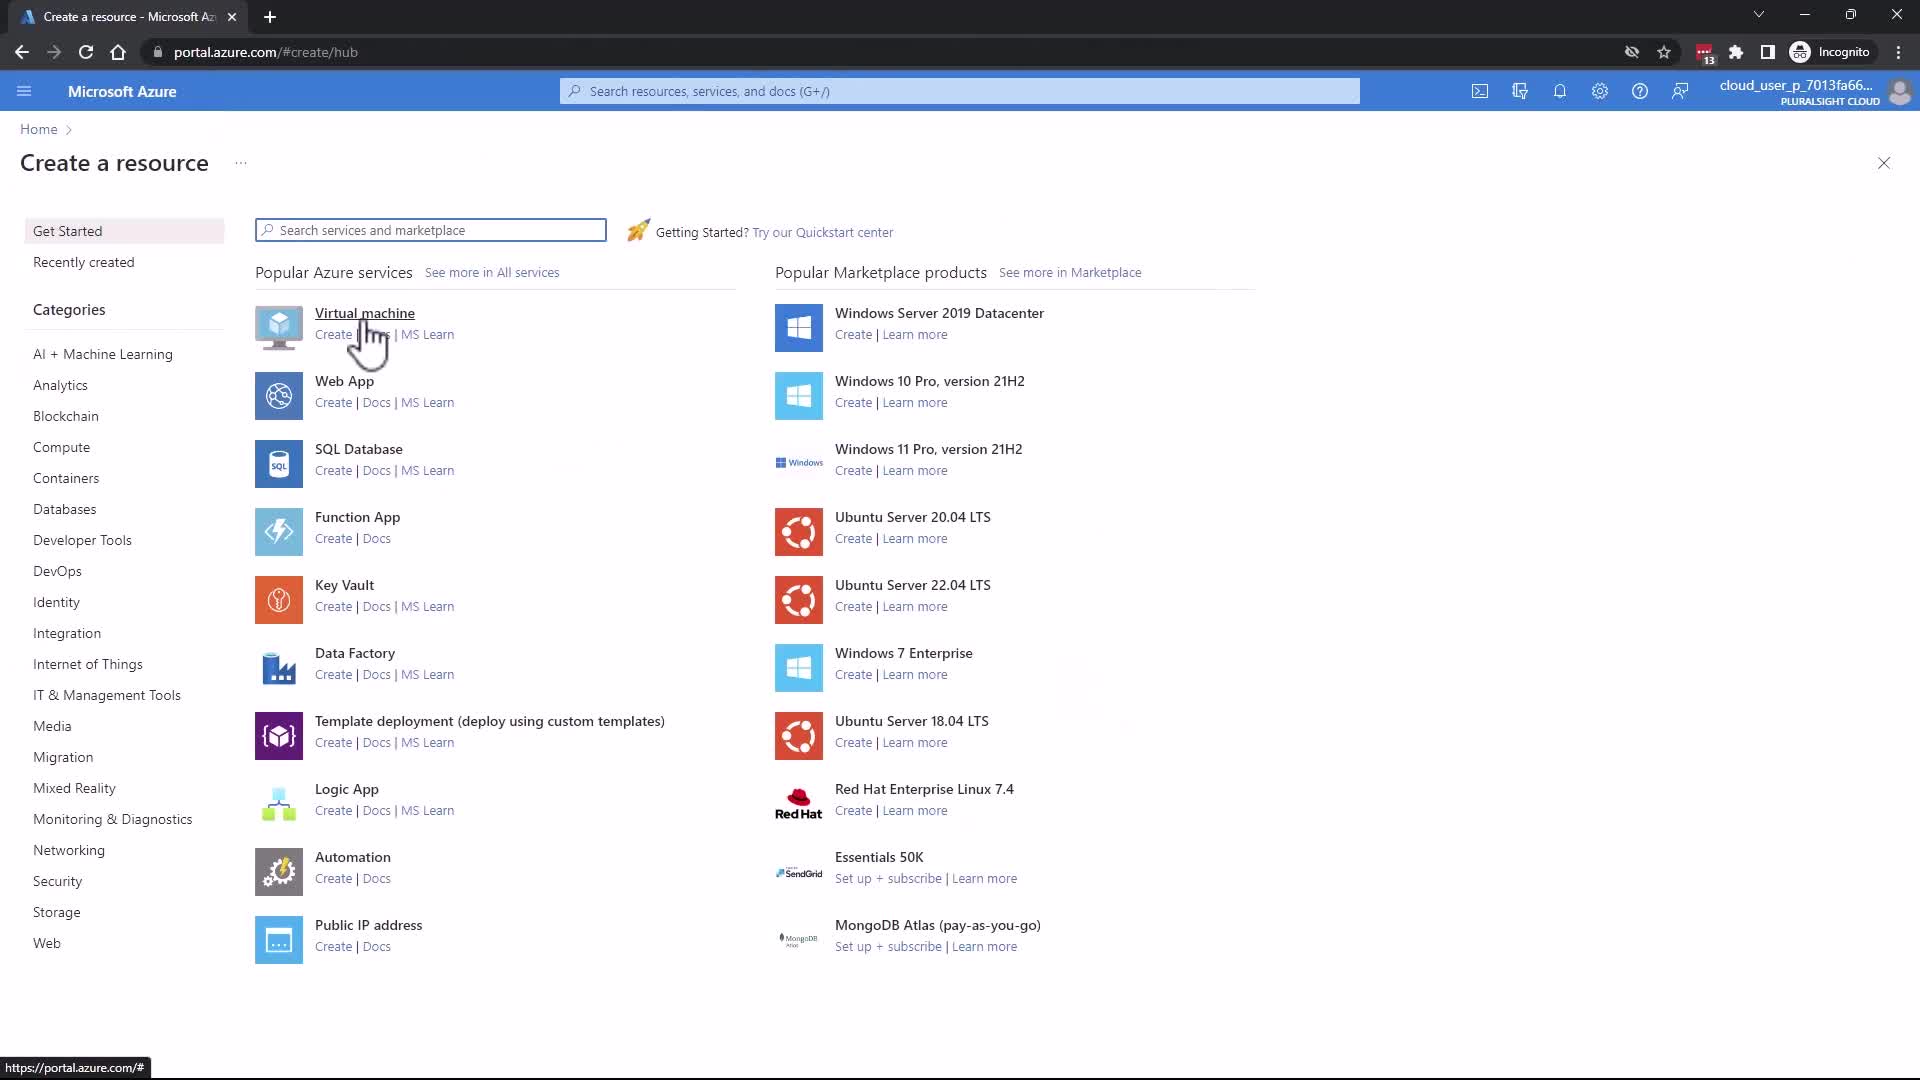 Create a resource - Microsoft Az
portal.azure.com/#create/hub
13
Incognito
Microsoft Azure
Search resources, services, and docs (G+/)
cloud_user_p_7013fa66...
PLURALSIGHT CLOUD
Home
Create a resource
...
Get Started
Recently created
Categories
AI + Machine Learning
Analytics
Blockchain
Compute
Containers
Databases
Developer Tools
DevOps
Identity
Integration
Internet of Things
IT & Management Tools
Media
Migration
Mixed Reality
Monitoring & Diagnostics
Networking
Security
Storage
Web
Search services and marketplace
Getting Started? Try our Quickstart center
Popular Azure services See more in All services
Virtual machine
Create | | MS Learn
Web App
Create | Docs | MS Learn
SQL
SQL Database
Create | Docs | MS Learn
Function App
Create | Docs
Key Vault
Create | Docs | MS Learn
Data Factory
Create | Docs | MS Learn
Template deployment (deploy using custom templates)
Create | Docs | MS Learn
Logic App
Create | Docs | MS Learn
Automation
Create | Docs
Public IP address
Create | Docs
Popular Marketplace products See more in Marketplace
Windows Server 2019 Datacenter
Create | Learn more
Windows 10 Pro, version 21H2
Create | Learn more
Windows
Windows 11 Pro, version 21H2
Create | Learn more
Ubuntu Server 20.04 LTS
Create | Learn more
Ubuntu Server 22.04 LTS
Create | Learn more
Windows 7 Enterprise
Create | Learn more
Ubuntu Server 18.04 LTS
Create | Learn more
Red Hat
Red Hat Enterprise Linux 7.4
Create | Learn more
SendGrid
Essentials 50K
Set up + subscribe | Learn more
MongoDB
Atlas
MongoDB Atlas (pay-as-you-go)
Set up + subscribe | Learn more
https://portal.azure.com/#